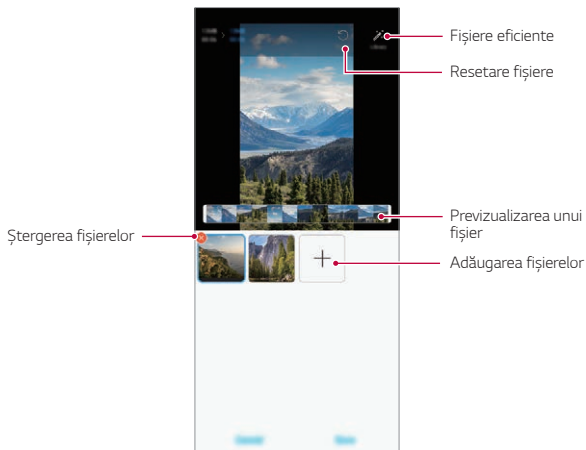 Fișiere eficiente
Resetare fișiere
Previzualizarea unui
fișier
Ștergerea fișierelor
Adăugarea fișierelor